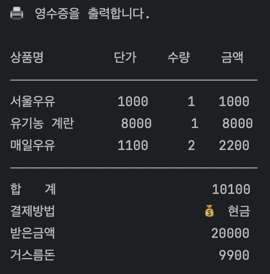 🖨️ 영수증을 출력합니다.
상품명 단가 수량 금액
서울우유 1000 1 1000
유기농 계란 8000 1 8000
매일우유 1100 2 2200
합 계 10100
결제방법 💰 현금
받은금액 20000
거스름돈 9900